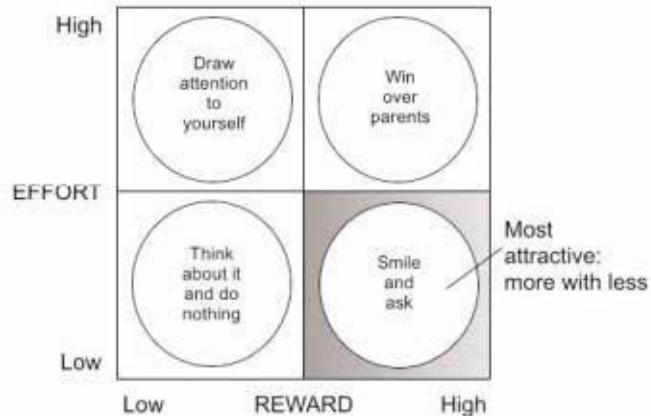 High
Draw
attention
to
yourself
Win
over
parents
EFFORT
Think
about it
and do
nothing
Smile
and
ask
Most
attractive:
more with less
Low
Low
REWARD
High